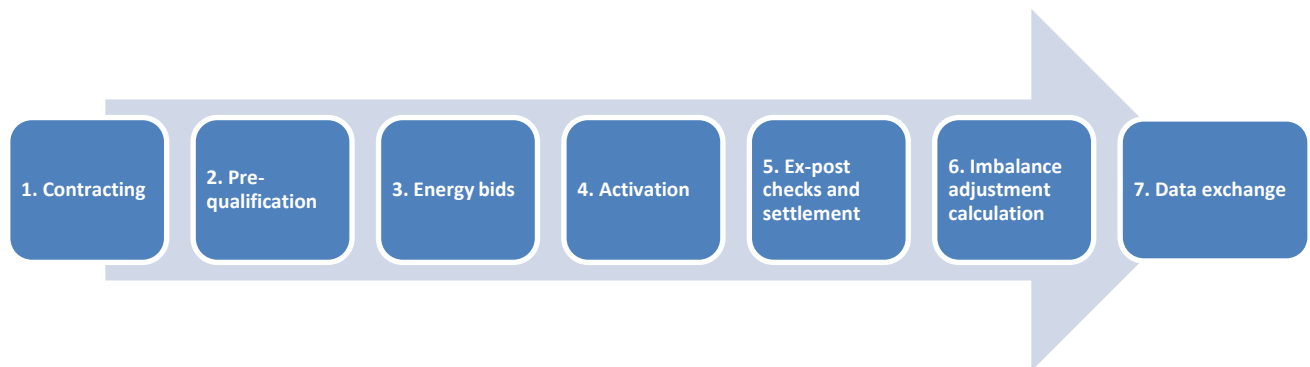 1. Contracting
2. Pre-
qualification
3. Energy bids
4. Activation
5. Ex-post
checks and
settlement
6. Imbalance
adjustment
calculation
7. Data exchange